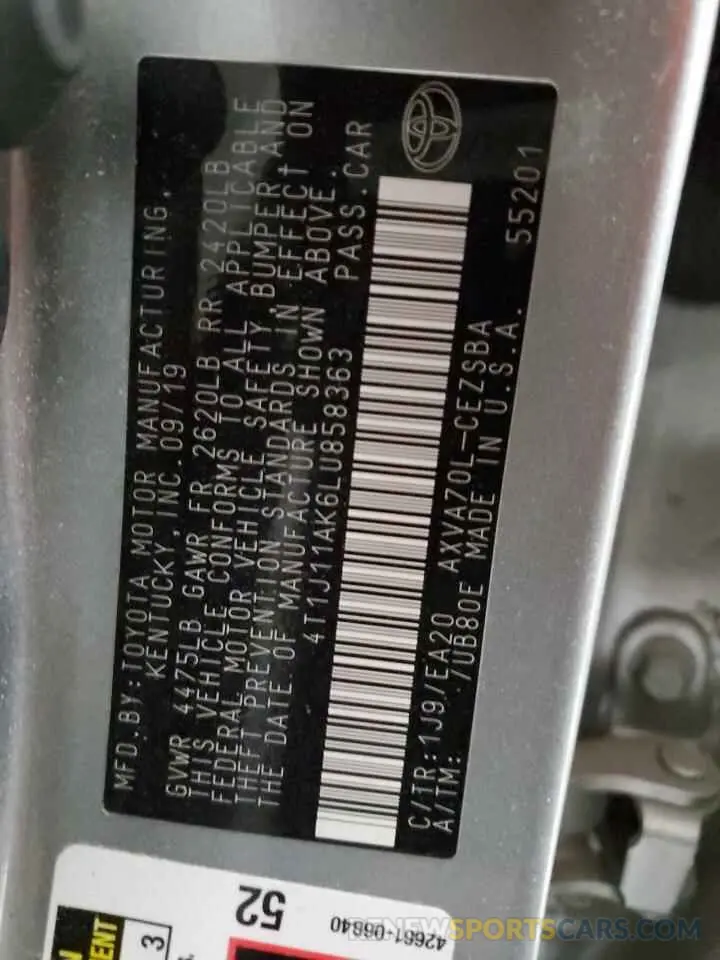 MFD.BY:TOYOTA MOTOR MANUFACTURING,
KENTUCKY,INC.09/19
GVWR 4475LB GAWR FR 2620LB RR 2420LB
THIS VEHICLE CONFORMS TO ALL APPLICABLE
FEDERAL MOTOR VEHICLE SAFETY,BUMPER AND
THEFT PREVENTION STANDARDS IN EFFECT ON
THE DATE OF MANUFACTURE SHOWN ABOVE.
4T1J11AK6LU858363 PASS.CAR
C/TR:1J9/EA20 AXVA70L-CEZSBA
A/TM: /UB80E MADE IN U.S.A. 55201
52
42661-06640
3
RENEWSPORTSCARS.COM